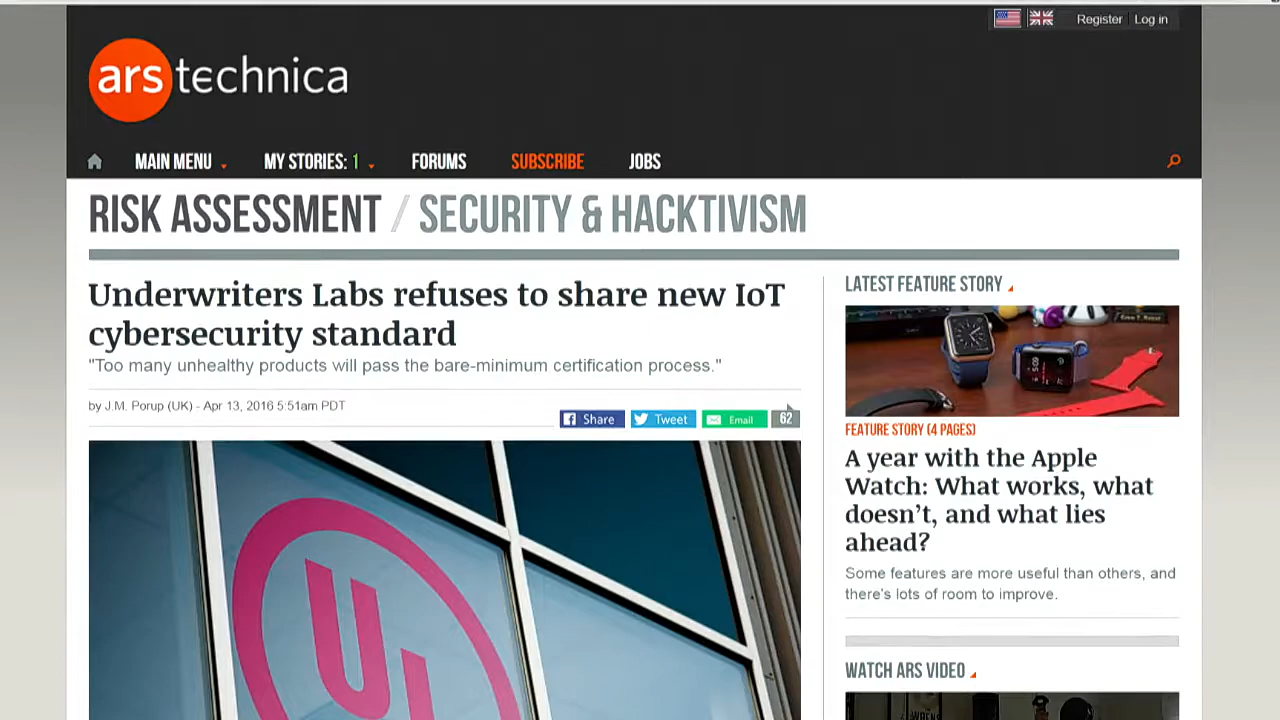 Register Log in
ars technica
MAIN MENU MY STORIES: 1 FORUMS SUBSCRIBE JOBS
RISK ASSESSMENT / SECURITY & HACKTIVISM
Underwriters Labs refuses to share new IoT
cybersecurity standard
"Too many unhealthy products will pass the bare-minimum certification process."
by J.M. Porup (UK) - Apr 13, 2016 5:51am PDT
Share Tweet Email 62
UL
LATEST FEATURE STORY
FEATURE STORY (4 PAGES)
A year with the Apple
Watch: What works, what
doesn't, and what lies
ahead?
Some features are more useful than others, and
there's lots of room to improve.
WATCH ARS VIDEO